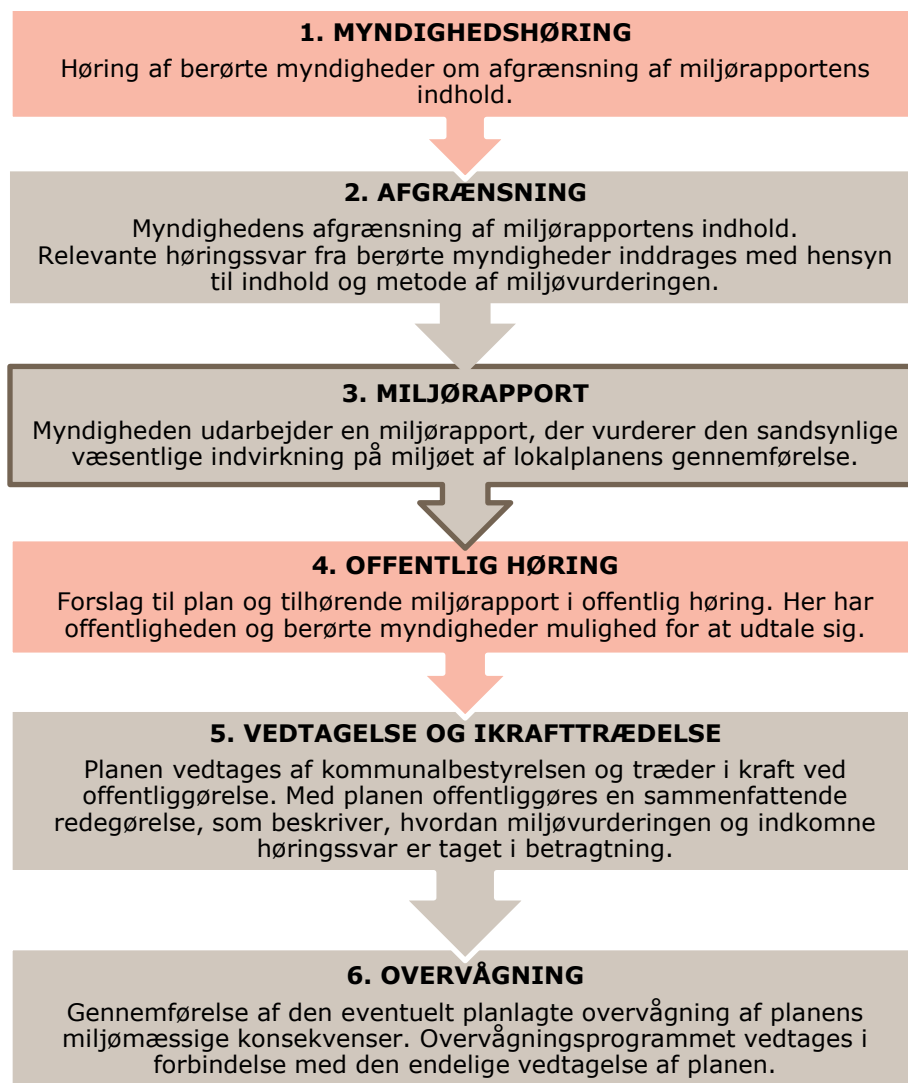 1. MYNDIGHEDSHØRING
Høring af berørte myndigheder om afgrænsning af miljørapportens
indhold.
2. AFGRÆNSNING
Myndighedens afgrænsning af miljørapportens indhold.
Relevante høringssvar fra berørte myndigheder inddrages med hensyn
til indhold og metode af miljøvurderingen.
3. MILJØRAPPORT
Myndigheden udarbejder en miljørapport, der vurderer den sandsynlige
væsentlige indvirkning på miljøet af lokalplanens gennemførelse.
4. OFFENTLIG HØRING
Forslag til plan og tilhørende miljørapport i offentlig høring. Her har
offentligheden og berørte myndigheder mulighed for at udtale sig.
5. VEDTAGELSE OG IKRAFTTRÆDELSE
Planen vedtages af kommunalbestyrelsen og træder i kraft ved
offentliggørelse. Med planen offentliggøres en sammenfattende
redegørelse, som beskriver, hvordan miljøvurderingen og indkomne
høringssvar er taget i betragtning.
6. OVERVÅGNING
Gennemførelse af den eventuelt planlagte overvågning af planens
miljømæssige konsekvenser. Overvågningsprogrammet vedtages i
forbindelse med den endelige vedtagelse af planen.